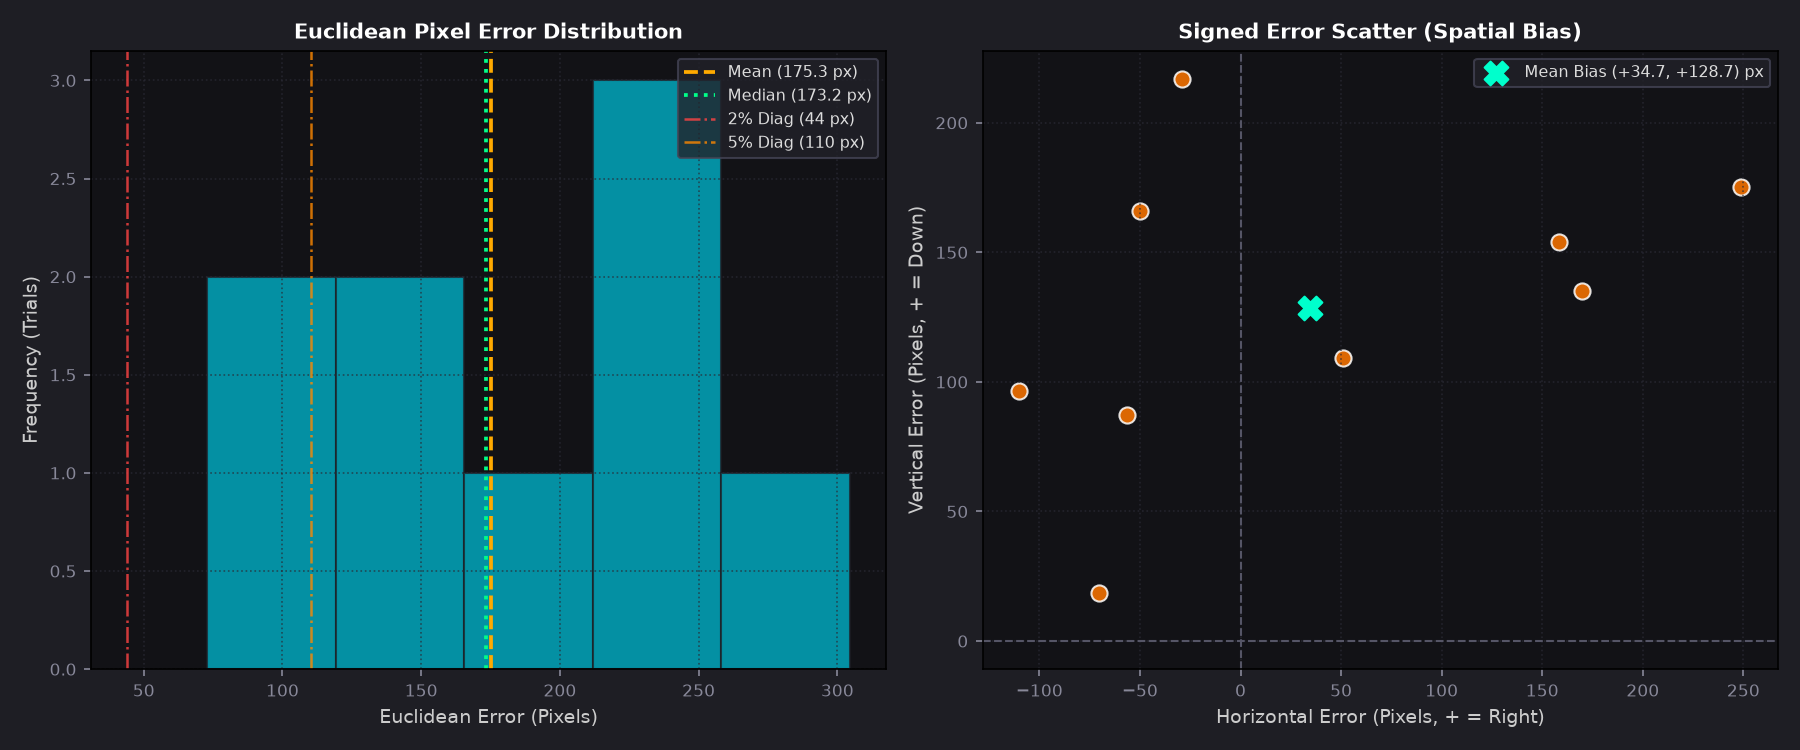 Euclidean Pixel Error Distribution
Mean (175.3 px)
Median (173.2 px)
2% Diag (44 px)
5% Diag (110 px)
Frequency (Trials)
3.0
2.5
2.0
1.5
1.0
0.5
0.0
50 100 150 200 250 300
Euclidean Error (Pixels)
Signed Error Scatter (Spatial Bias)
Mean Bias (+34.7, +128.7) px
Vertical Error (Pixels, + = Down)
200
150
100
50
0
−100 −50 0 50 100 150 200 250
Horizontal Error (Pixels, + = Right)